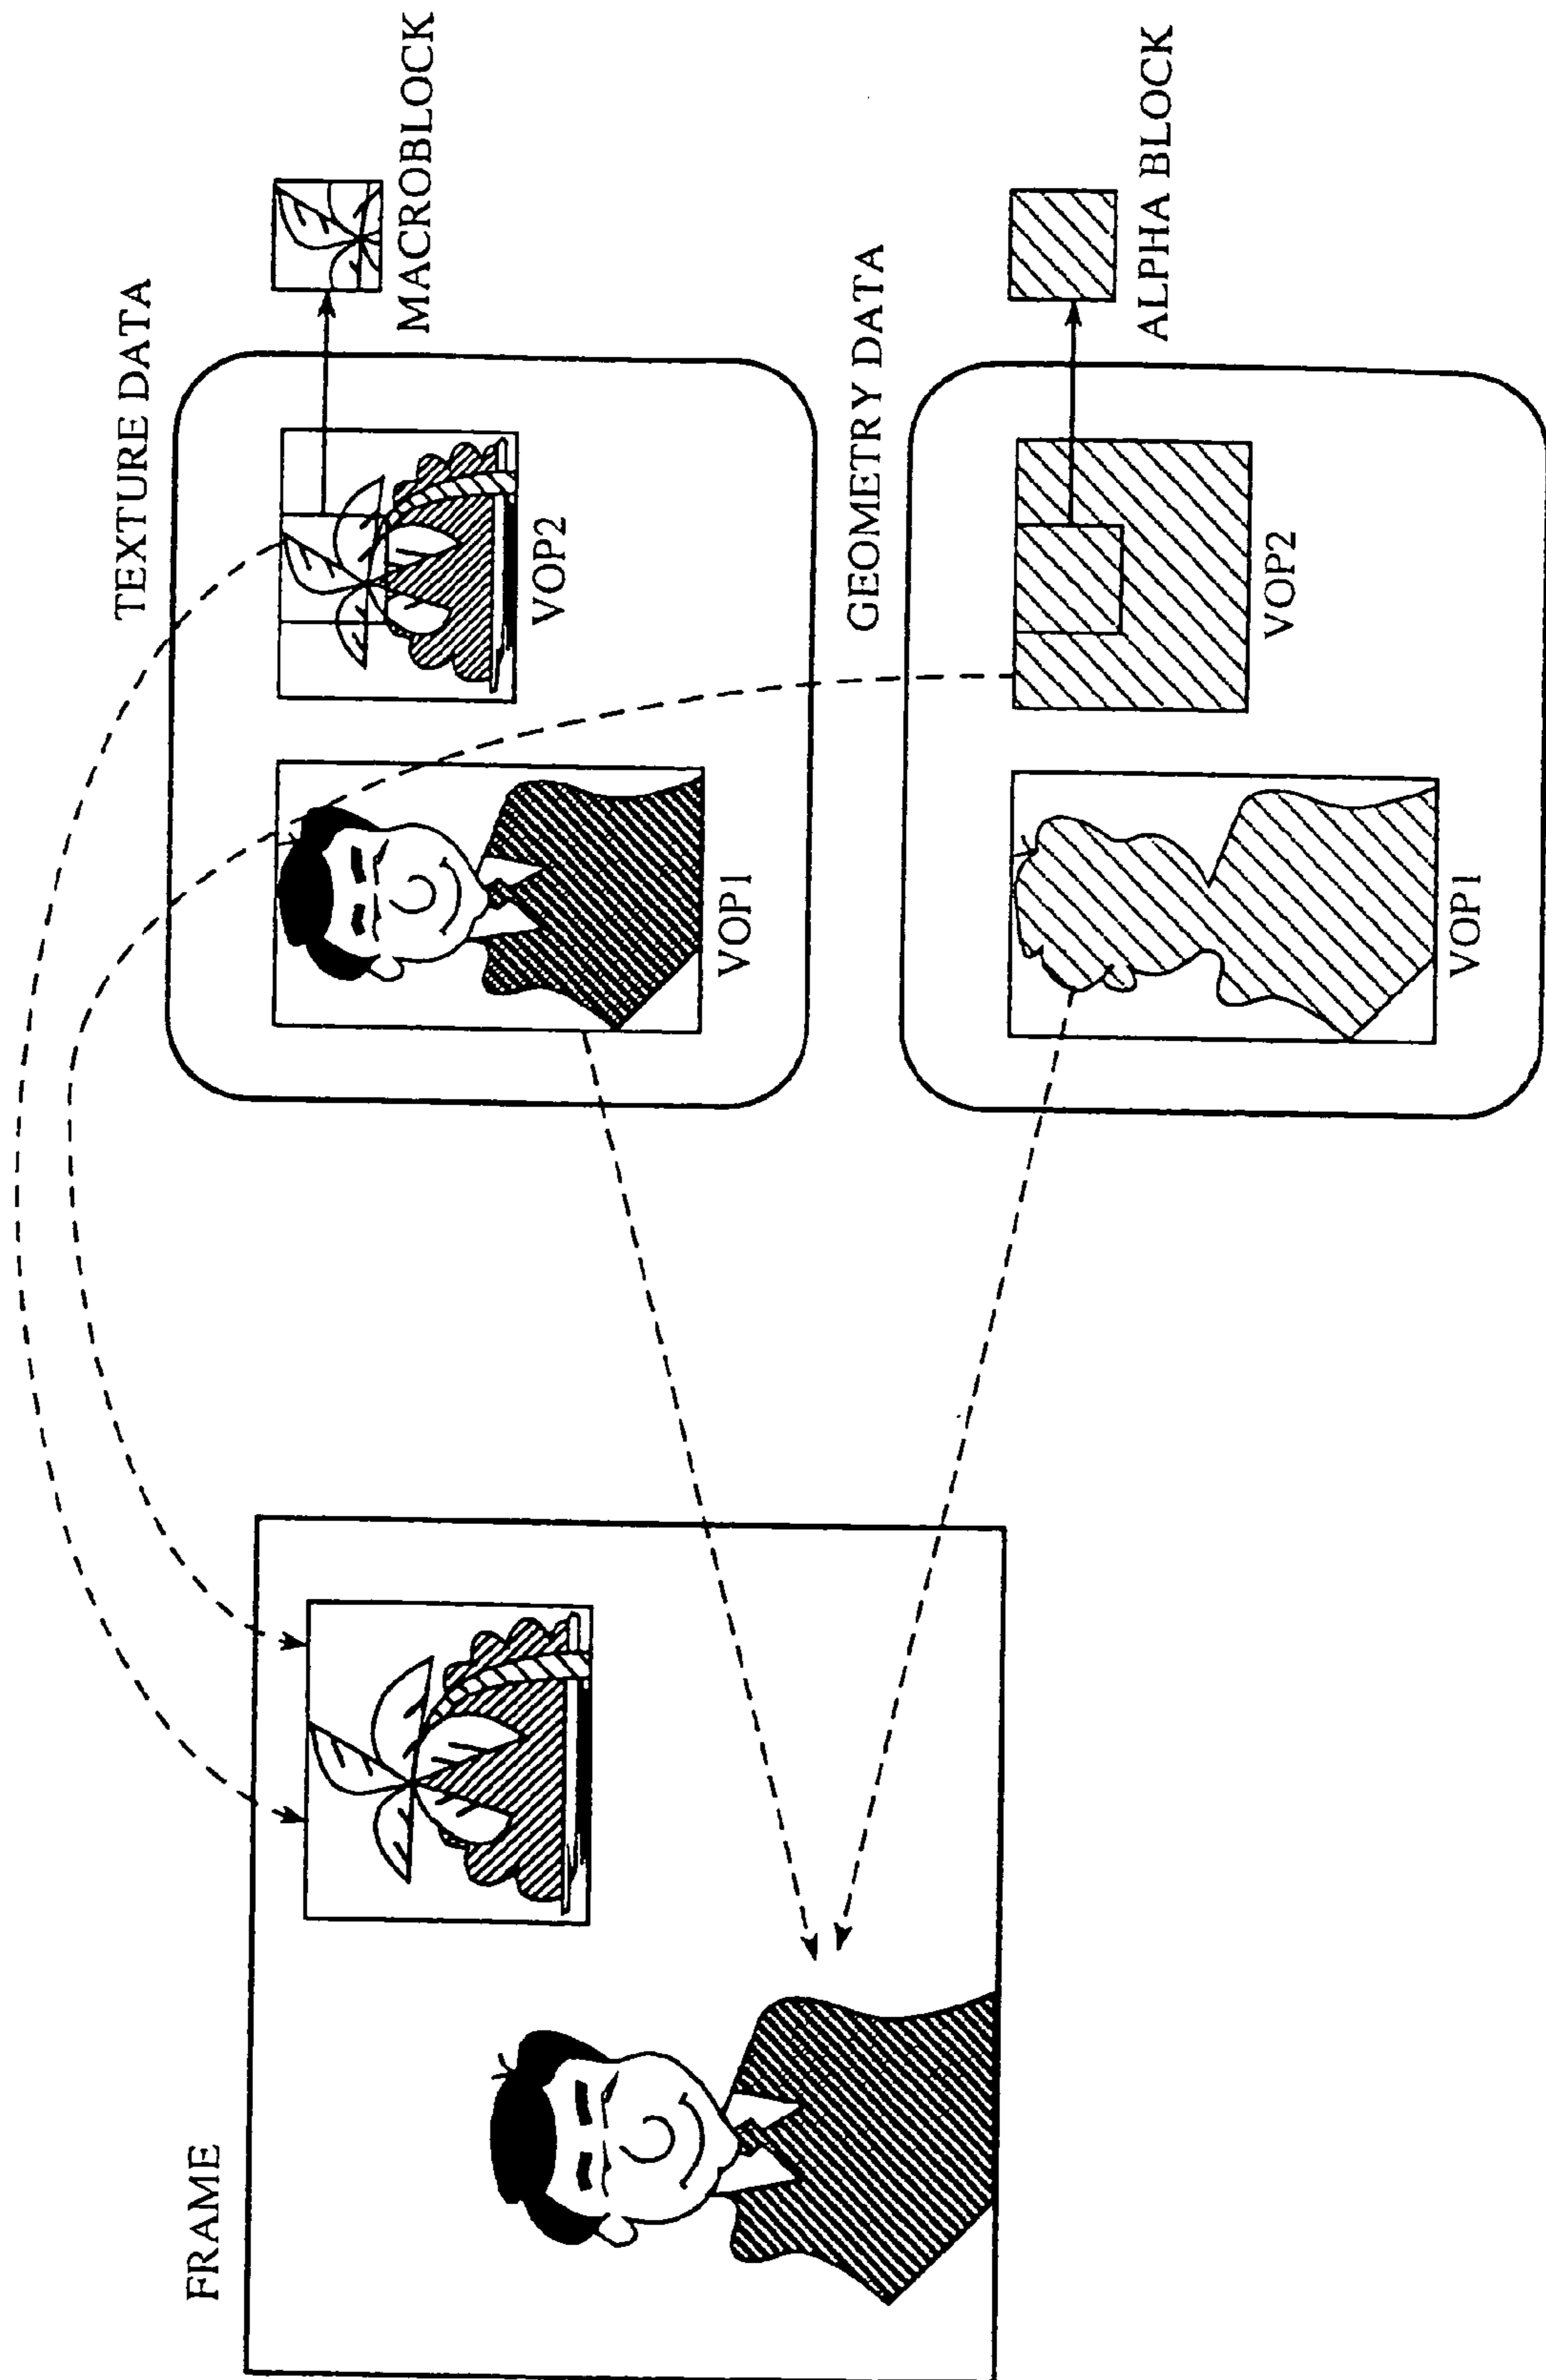 FRAME
TEXTURE DATA
VOP1
VOP2
MACROBLOCK
GEOMETRY DATA
VOP1
VOP2
ALPHA BLOCK